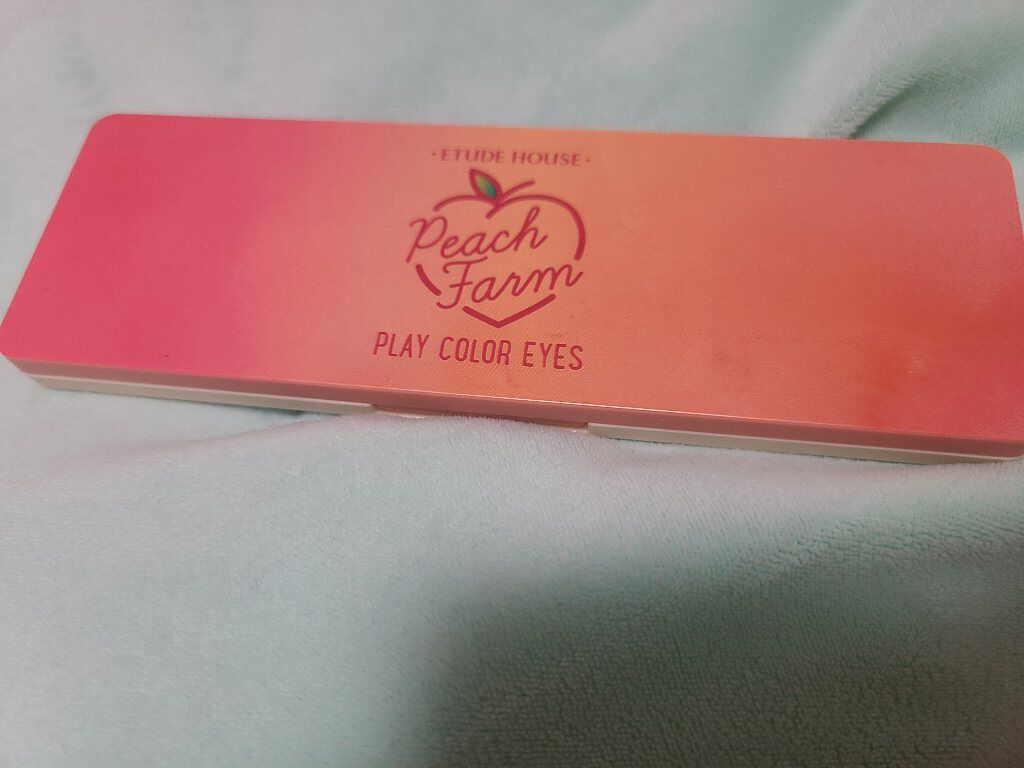 ·ETUDE HOUSE·
Peach
Farm
PLAY COLOR EYES